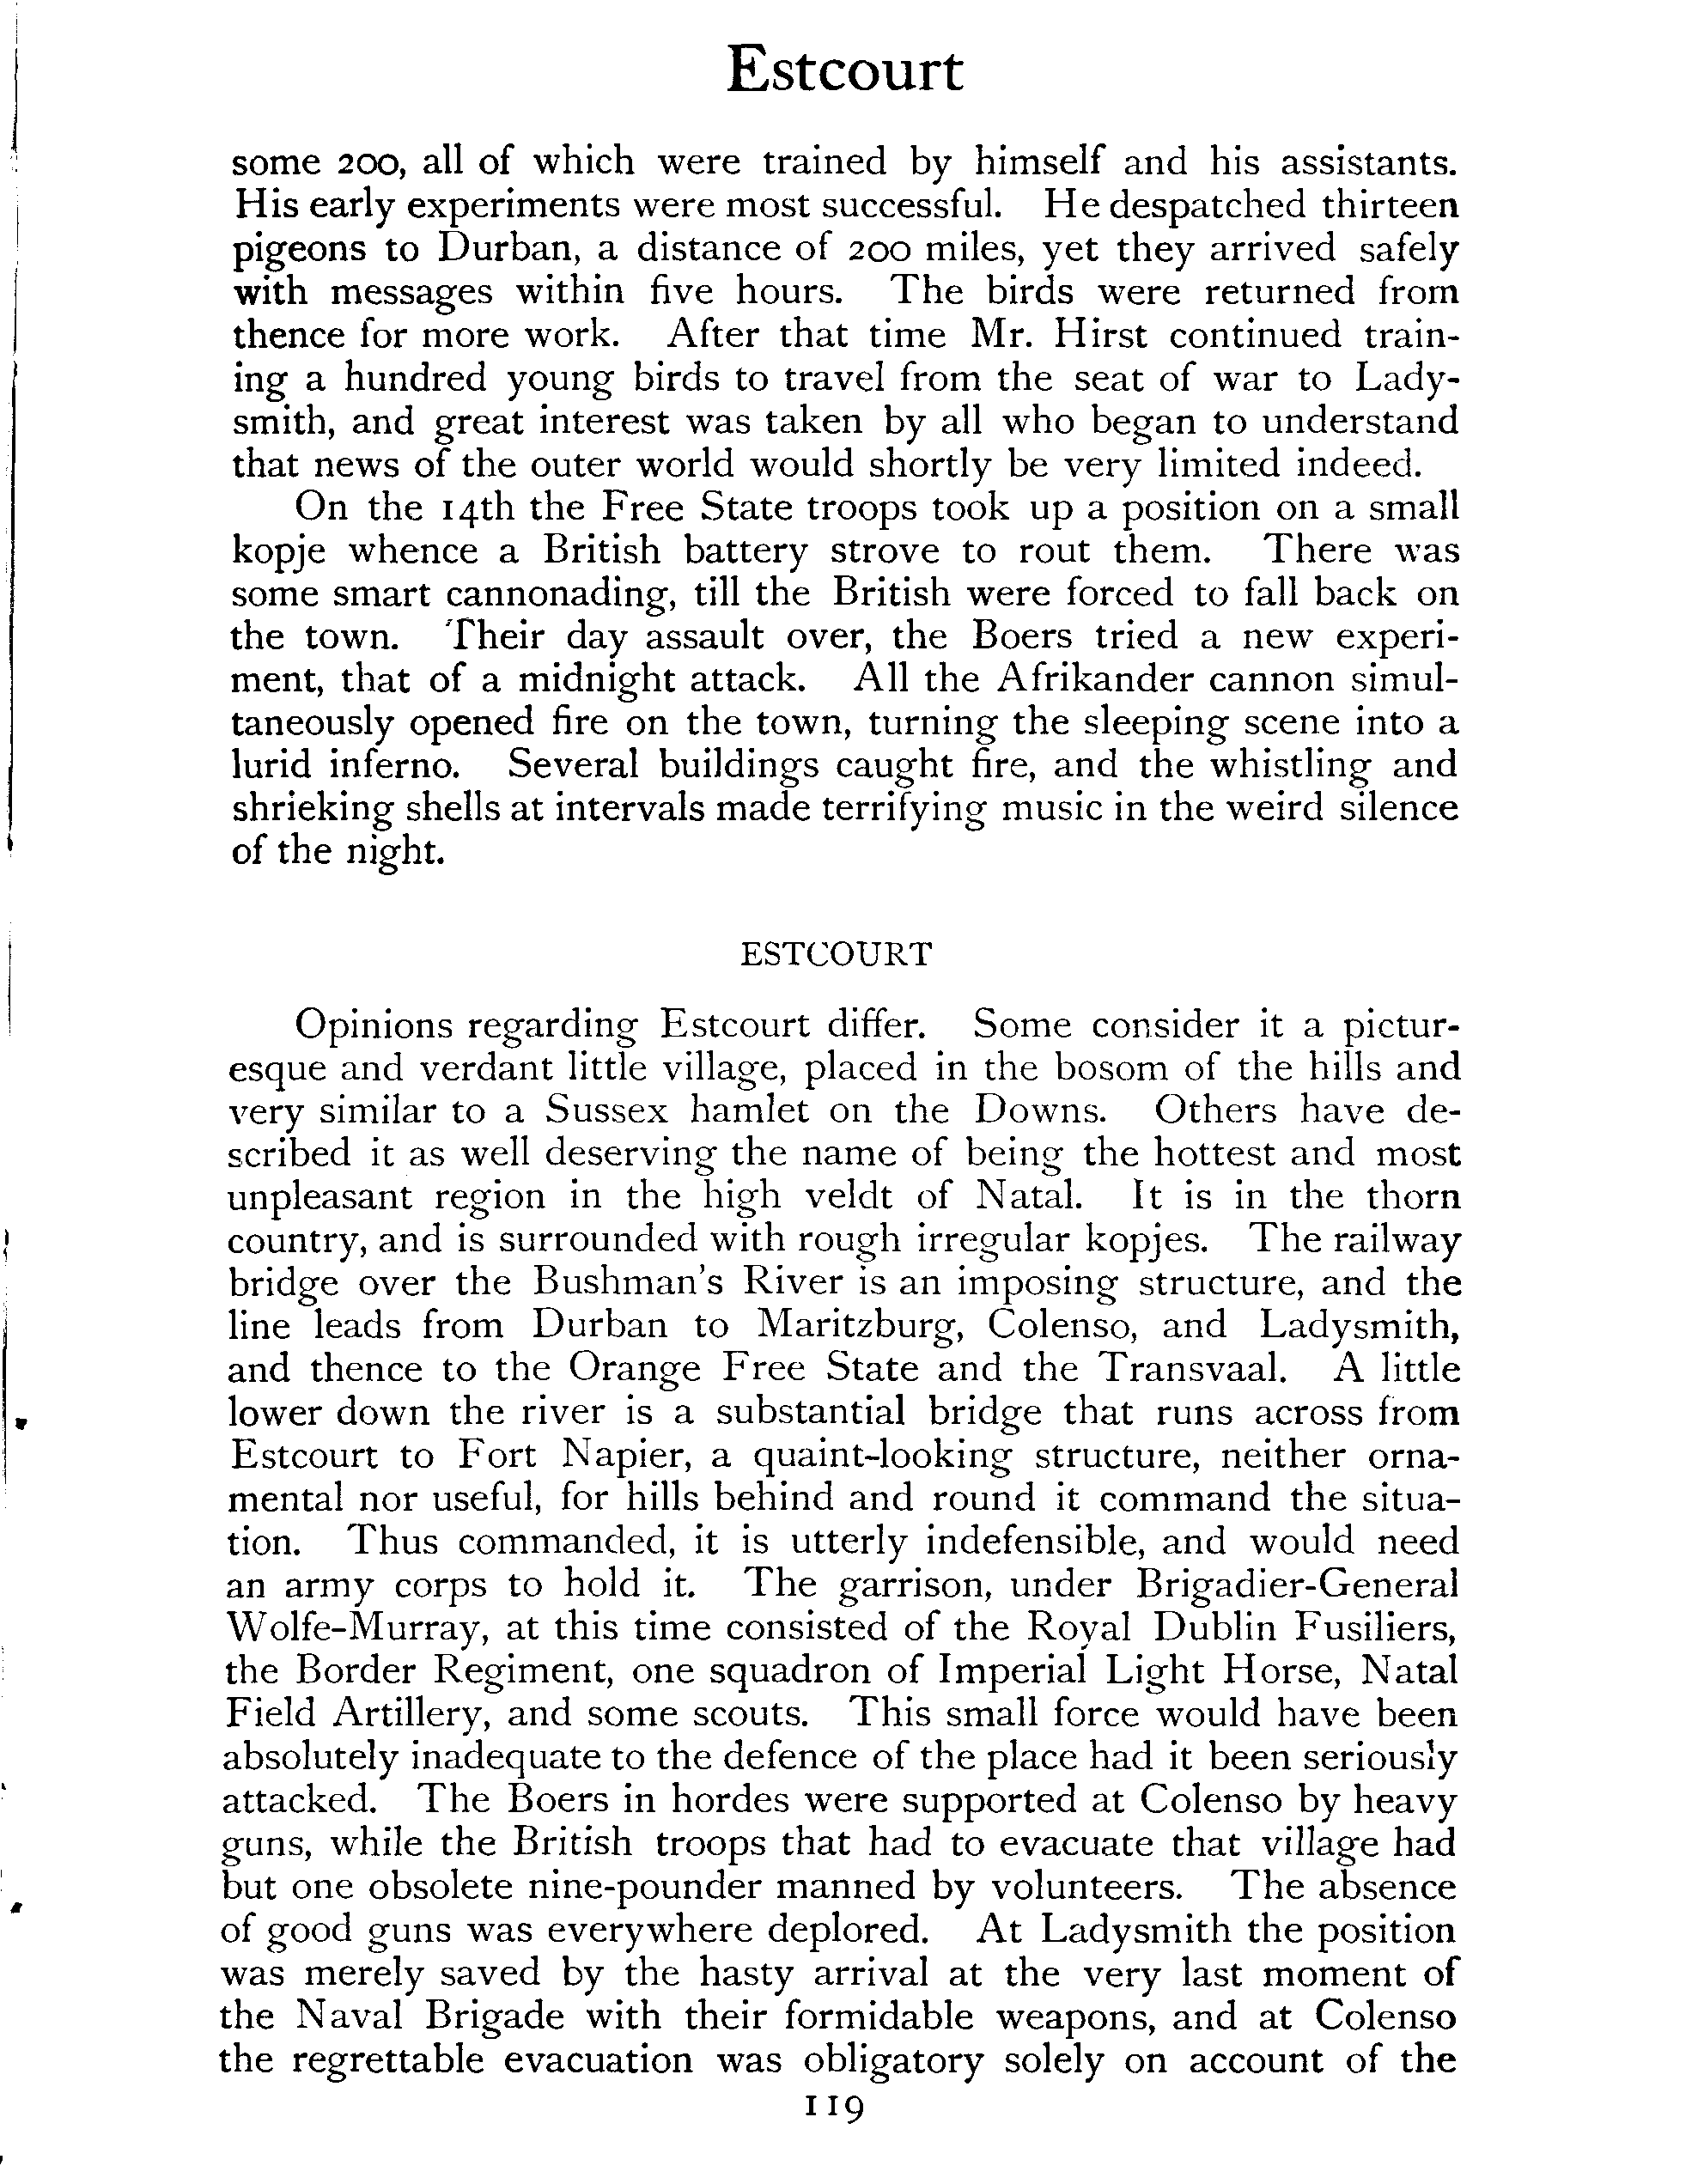 Estcourt
some 200, all of which were trained by himself and his assistants.
His early experiments were most successful. He despatched thirteen
pigeons to Durban, a distance of 200 miles, yet they arrived safely
with messages within five hours. The birds were returned from
thence for more work. After that time Mr. Hirst continued train-
ing a hundred young birds to travel from the seat of war to Lady-
smith, and great interest was taken by all who began to understand
that news of the outer world would shortly be very limited indeed.
On the 14th the Free State troops took up a position on a small
kopje whence a British battery strove to rout them. There was
some smart cannonading, till the British were forced to fall back on
the town. Their day assault over, the Boers tried a new experi-
ment, that of a midnight attack. All the Afrikander cannon simul-
taneously opened fire on the town, turning the sleeping scene into a
lurid inferno. Several buildings caught fire, and the whistling and
shrieking shells at intervals made terrifying music in the weird silence
of the night.
ESTCOURT
Opinions regarding Estcourt differ. Some consider it a pictur-
esque and verdant little village, placed in the bosom of the hills and
very similar to a Sussex hamlet on the Downs. Others have de-
scribed it as well deserving the name of being the hottest and most
unpleasant region in the high veldt of Natal. It is in the thorn
country, and is surrounded with rough irregular kopjes. The railway
bridge over the Bushman's River is an imposing structure, and the
line leads from Durban to Maritzburg, Colenso, and Ladysmith,
and thence to the Orange Free State and the Transvaal. A little
lower down the river is a substantial bridge that runs across from
Estcourt to Fort Napier, a quaint-looking structure, neither orna-
mental nor useful, for hills behind and round it command the situa-
tion. Thus commanded, it is utterly indefensible, and would need
an army corps to hold it. The garrison, under Brigadier-General
Wolfe-Murray, at this time consisted of the Royal Dublin Fusiliers,
the Border Regiment, one squadron of Imperial Light Horse, Natal
Field Artillery, and some scouts. This small force would have been
absolutely inadequate to the defence of the place had it been seriously
attacked. The Boers in hordes were supported at Colenso by heavy
guns, while the British troops that had to evacuate that village had
but one obsolete nine-pounder manned by volunteers. The absence
of good guns was everywhere deplored. At Ladysmith the position
was merely saved by the hasty arrival at the very last moment of
the Naval Brigade with their formidable weapons, and at Colenso
the regrettable evacuation was obligatory solely on account of the
119